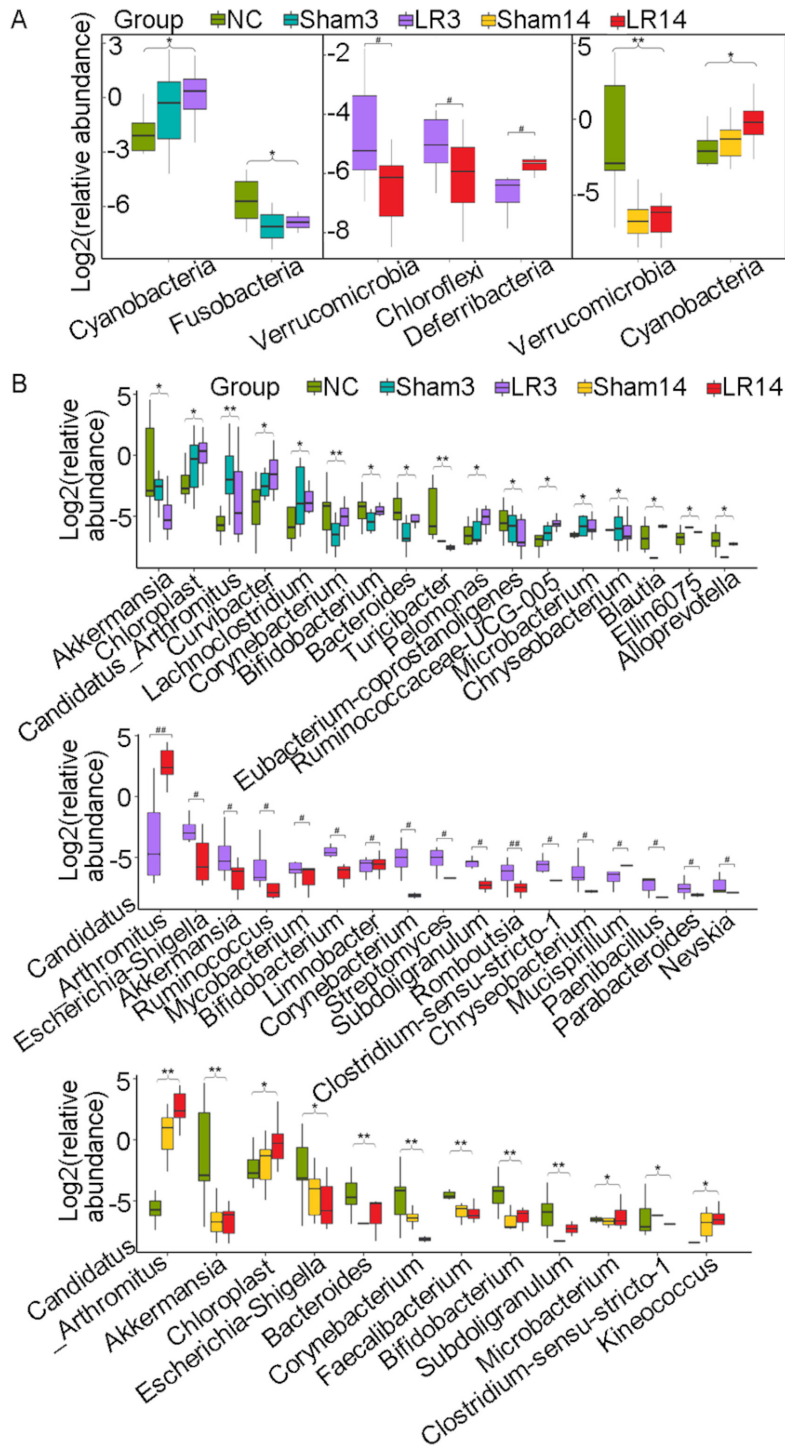 A Group NC Sham3 LR3 Sham14 LR14
Log2(relative abundance)
3
0
-3
-6
* *
Cyanobacteria
Fusobacteria
-2
-4
-6
-8
# # #
Verrucomicrobia
Chloroflexi
Deferribacteria
5
0
-5
** *
Verrucomicrobia
Cyanobacteria
B Group NC Sham3 LR3 Sham14 LR14
Log2(relative
abundance)
5
0
-5
* * ** * * ** * * ** * * * * * * * *
Akkermansia
Chloroplast
Candidatus_Arthromitus
Curvibacter
Lachnoclostridium
Corynebacterium
Bifidobacterium
Bacteroides
Turicibacter
Pelomonas
Eubacterium-coprostanoligenes
Ruminococcaceae-UCG-005
Microbacterium
Chryseobacterium
Blautia
Ellin6075
Alloprevotella
Log2(relative
abundance)
5
0
-5
## # # # # # # # # # ## # # # # # #
Candidatus
_Arthromitus
Escherichia-Shigella
Akkermansia
Ruminococcus
Mycobacterium
Bifidobacterium
Limnobacter
Corynebacterium
Streptomyces
Subdoligranulum
Romboutsia
Clostridium-sensu-stricto-1
Chryseobacterium
Mucispirilium
Paenibacillus
Parabacteroides
Nevskia
Log2(relative
abundance)
5
0
-5
** ** * * ** ** ** ** ** * * *
Candidatus
_Arthromitus
Akkermansia
Chloroplast
Escherichia-Shigella
Bacteroides
Corynebacterium
Faecalibacterium
Bifidobacterium
Subdoligranulum
Microbacterium
Clostridium-sensu-stricto-1
Kineococcus